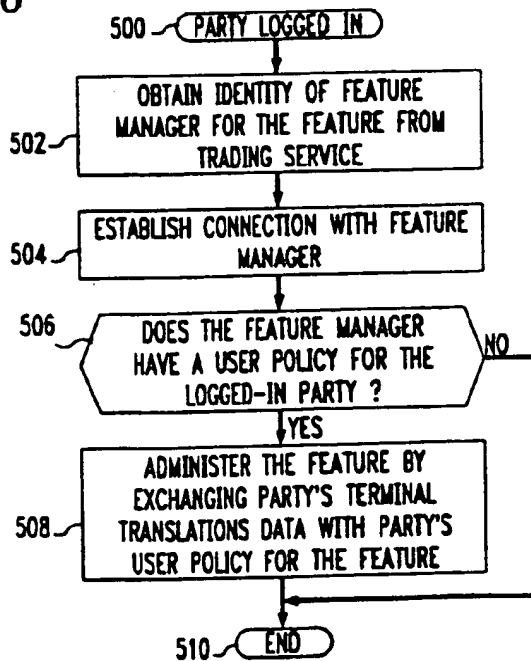 500 PARTY LOGGED IN
OBTAIN IDENTITY OF FEATURE
MANAGER FOR THE FEATURE FROM
TRADING SERVICE
502
ESTABLISH CONNECTION WITH FEATURE
MANAGER
504
506
DOES THE FEATURE MANAGER
HAVE A USER POLICY FOR THE
LOGGED-IN PARTY ?
NO
YES
ADMINISTER THE FEATURE BY
EXCHANGING PARTY'S TERMINAL
TRANSLATIONS DATA WITH PARTY'S
USER POLICY FOR THE FEATURE
508
510 END